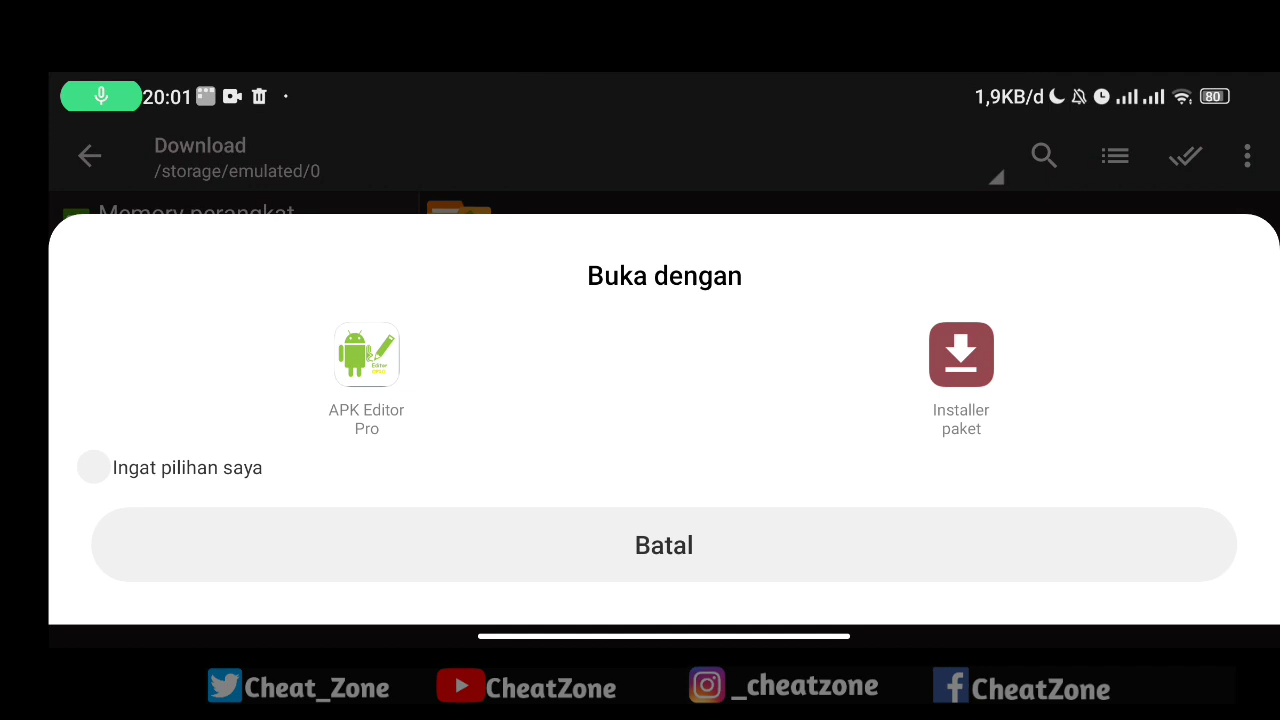 20:01
1,9KB/d
80
Download
/storage/emulated/0
Memory perangkat
Buka dengan
Editor
APK Editor
Pro
Installer
paket
Ingat pilihan saya
Batal
Cheat_Zone
CheatZone
_cheatzone
CheatZone